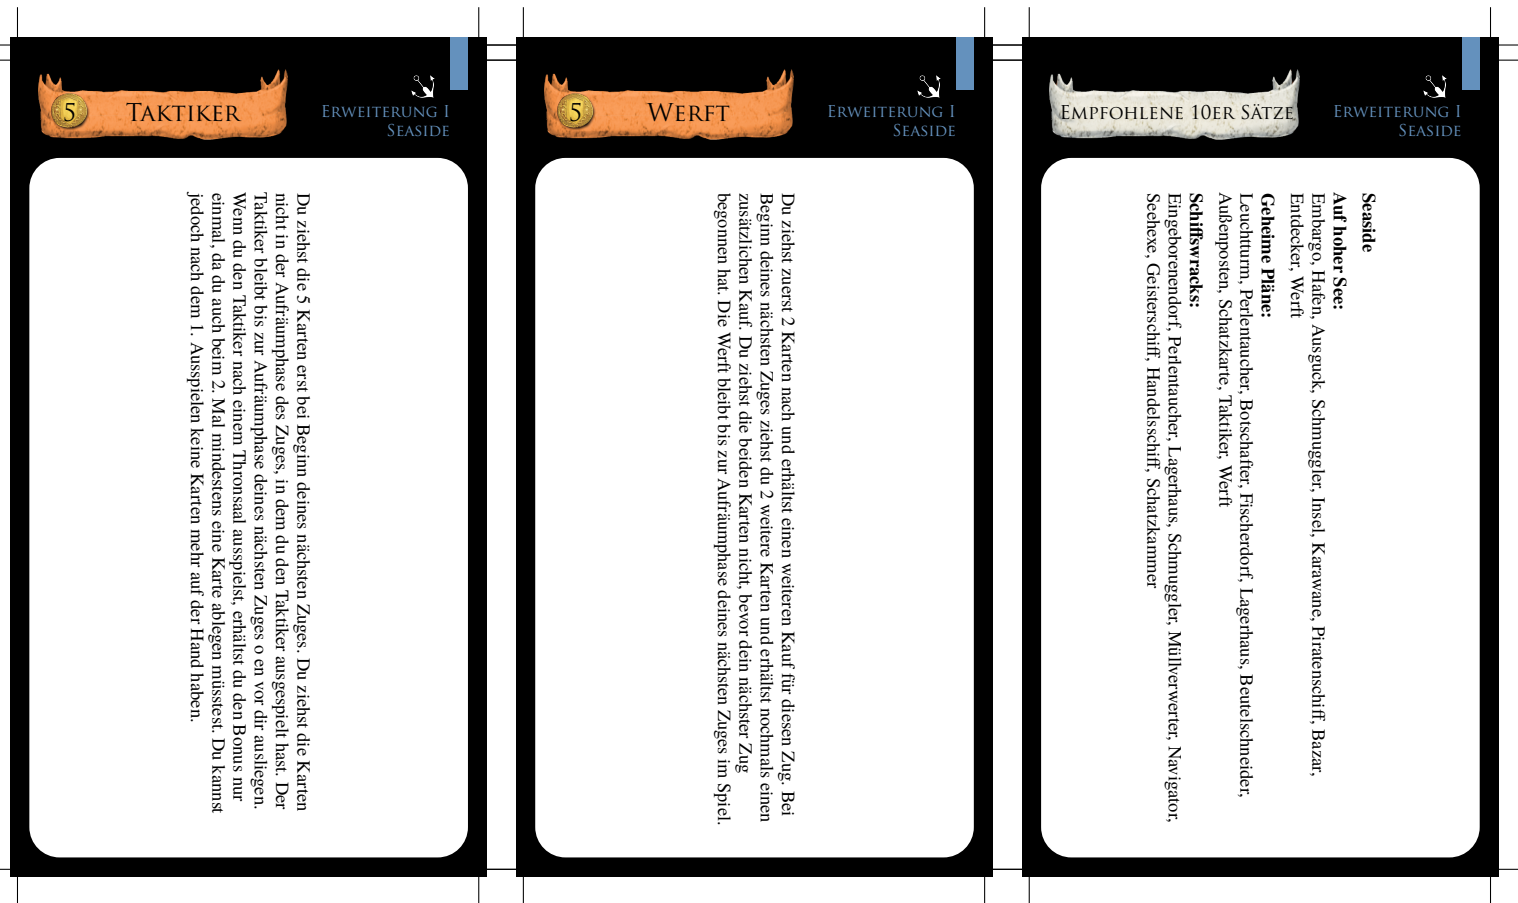 5
TAKTIKER
ERWEITERUNG I
SEASIDE
Du ziehst die 5 Karten erst bei Beginn deines nächsten Zuges. Du ziehst die Karten
nicht in der Aufräumphase des Zuges, in dem du den Taktiker ausgespielt hast. Der
Taktiker bleibt bis zur Aufräumphase deines nächsten Zuges o en vor dir ausliegen.
Wenn du den Taktiker nach einem Thronsaal ausspielst, erhältst du den Bonus nur
einmal, da du auch beim 2. Mal mindestens eine Karte ablegen müsstest. Du kannst
jedoch nach dem 1. Ausspielen keine Karten mehr auf der Hand haben.
5
WERFT
ERWEITERUNG I
SEASIDE
Du ziehst zuerst 2 Karten nach und erhältst einen weiteren Kauf für diesen Zug. Bei
Beginn deines nächsten Zuges ziehst du 2 weitere Karten und erhältst nochmals einen
zusätzlichen Kauf. Du ziehst die beiden Karten nicht, bevor dein nächster Zug
begonnen hat. Die Werft bleibt bis zur Aufräumphase deines nächsten Zuges im Spiel.
EMPFOHLENE 10ER SÄTZE
ERWEITERUNG I
SEASIDE
Seaside
Auf hoher See:
Embargo, Hafen, Ausguck, Schmuggler, Insel, Karawane, Piratenschiff, Bazar,
Entdecker, Werft
Geheime Pläne:
Leuchtturm, Perlentaucher, Botschafter, Fischerdorf, Lagerhaus, Beutelschneider,
Außenposten, Schatzkarte, Taktiker, Werft
Schiffswracks:
Eingeborenendorf, Perlentaucher, Lagerhaus, Schmuggler, Müllverwerter, Navigator,
Seehexe, Geisterschiff, Handelsschiff, Schatzkammer